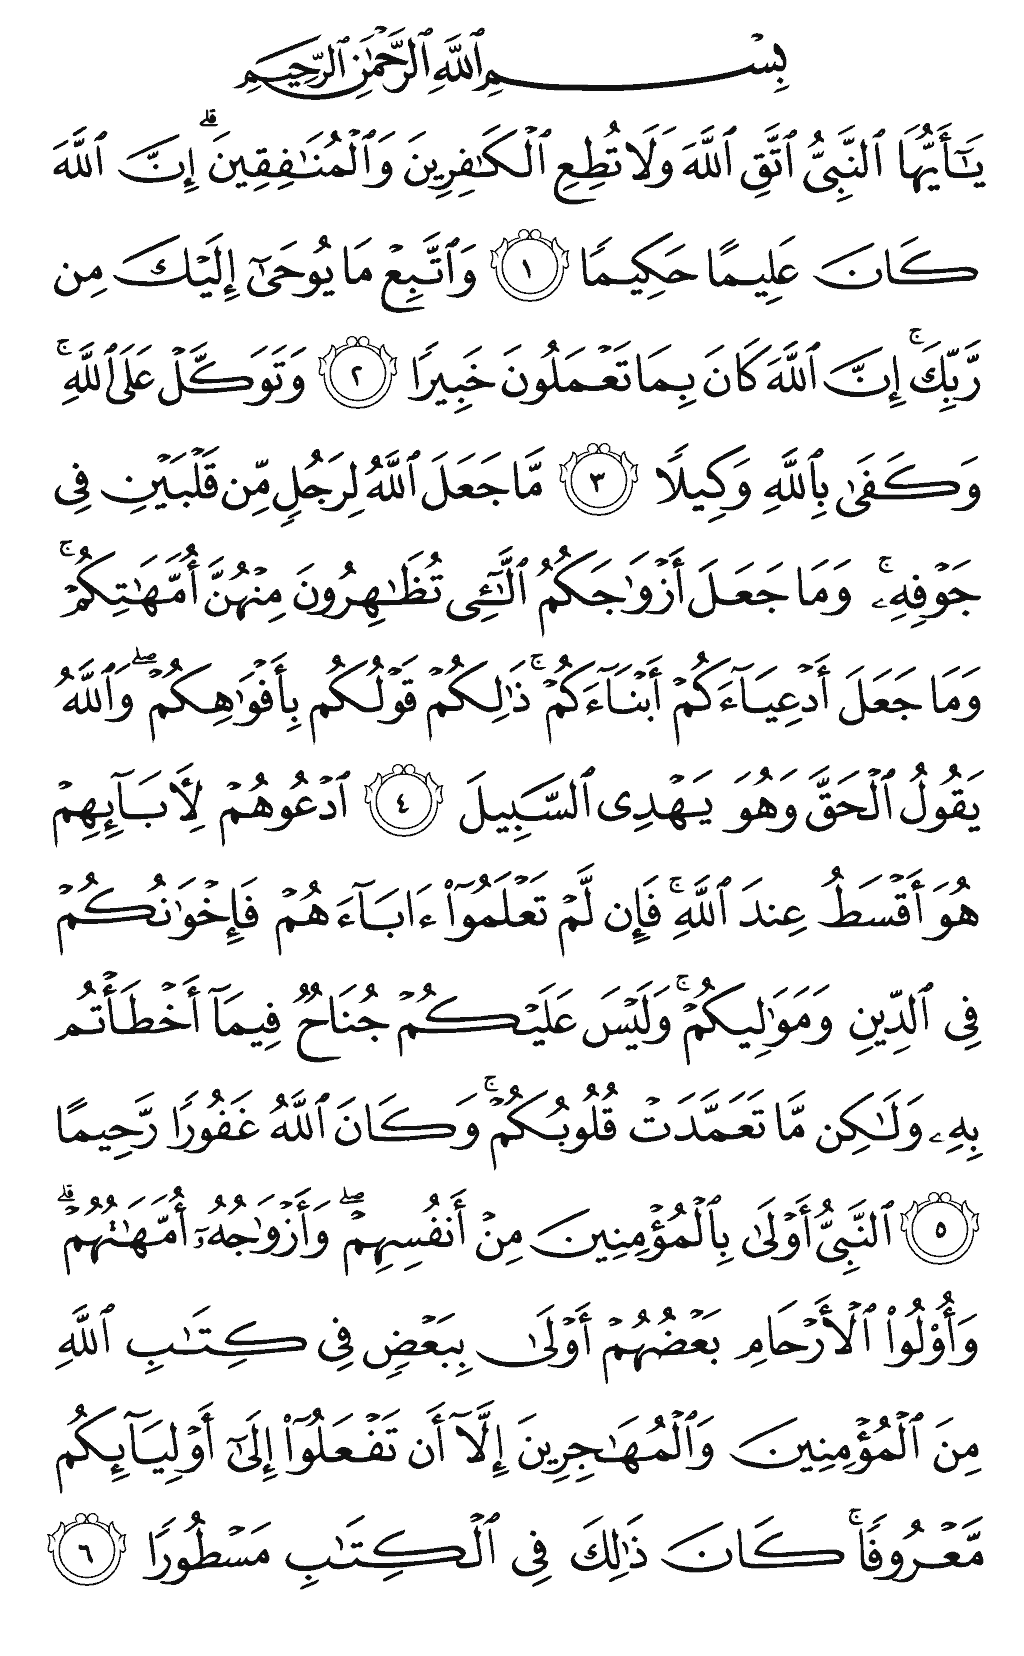 بِسۡمِ ٱللَّهِ ٱلرَّحۡمَٰنِ ٱلرَّحِيمِ
يَـٰٓأَيُّهَا ٱلنَّبِيُّ ٱتَّقِ ٱللَّهَ وَلَا تُطِعِ ٱلۡكَٰفِرِينَ وَٱلۡمُنَٰفِقِينَۗ إِنَّ ٱللَّهَ
كَانَ عَلِيمًا حَكِيمٗا ١ وَٱتَّبِعۡ مَا يُوحَىٰٓ إِلَيۡكَ مِن
رَّبِّكَۚ إِنَّ ٱللَّهَ كَانَ بِمَا تَعۡمَلُونَ خَبِيرٗا ٢ وَتَوَكَّلۡ عَلَى ٱللَّهِۚ
وَكَفَىٰ بِٱللَّهِ وَكِيلٗا ٣ مَّا جَعَلَ ٱللَّهُ لِرَجُلٖ مِّن قَلۡبَيۡنِ فِي
جَوۡفِهِۦۚ وَمَا جَعَلَ أَزۡوَٰجَكُمُ ٱلَّـٰٓـِٔي تُظَٰهِرُونَ مِنۡهُنَّ أُمَّهَٰتِكُمۡۚ
وَمَا جَعَلَ أَدۡعِيَآءَكُمۡ أَبۡنَآءَكُمۡۚ ذَٰلِكُمۡ قَوۡلُكُم بِأَفۡوَٰهِكُمۡۖ وَٱللَّهُ
يَقُولُ ٱلۡحَقَّ وَهُوَ يَهۡدِي ٱلسَّبِيلَ ٤ ٱدۡعُوهُمۡ لِأٓبَآئِهِمۡ
هُوَ أَقۡسَطُ عِندَ ٱللَّهِۚ فَإِن لَّمۡ تَعۡلَمُوٓاْ ءَابَآءَهُمۡ فَإِخۡوَٰنُكُمۡ
فِي ٱلدِّينِ وَمَوَٰلِيكُمۡۚ وَلَيۡسَ عَلَيۡكُمۡ جُنَاحٞ فِيمَآ أَخۡطَأۡتُم
بِهِۦ وَلَٰكِن مَّا تَعَمَّدَتۡ قُلُوبُكُمۡۚ وَكَانَ ٱللَّهُ غَفُورٗا رَّحِيمًا
٥ ٱلنَّبِيُّ أَوۡلَىٰ بِٱلۡمُؤۡمِنِينَ مِنۡ أَنفُسِهِمۡۖ وَأَزۡوَٰجُهُۥٓ أُمَّهَٰتُهُمۡۗ
وَأُوْلُواْ ٱلۡأَرۡحَامِ بَعۡضُهُمۡ أَوۡلَىٰ بِبَعۡضٖ فِي كِتَٰبِ ٱللَّهِ
مِنَ ٱلۡمُؤۡمِنِينَ وَٱلۡمُهَٰجِرِينَ إِلَّآ أَن تَفۡعَلُوٓاْ إِلَىٰٓ أَوۡلِيَآئِكُم
مَّعۡرُوفٗاۚ كَانَ ذَٰلِكَ فِي ٱلۡكِتَٰبِ مَسۡطُورٗا ٦